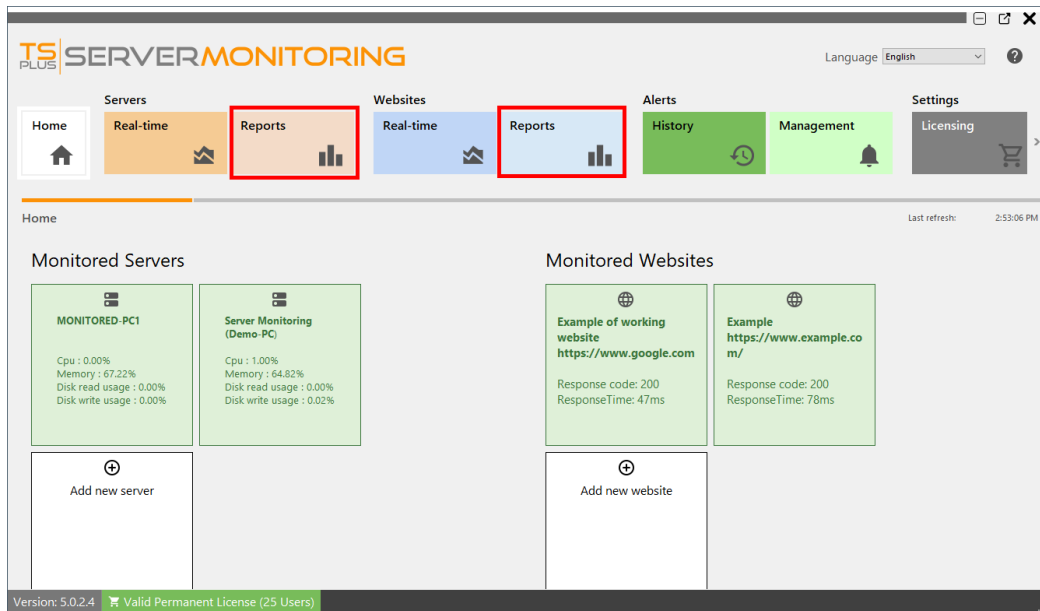 TS PLUS SERVERMONITORING
Language English
Servers
Websites
Alerts
Settings
Home
Real-time
Reports
Real-time
Reports
History
Management
Licensing
Home
Last refresh: 2:53:06 PM
Monitored Servers
MONITORED-PC1
Cpu : 0.00%
Memory : 67.22%
Disk read usage : 0.00%
Disk write usage : 0.00%
Server Monitoring
(Demo-PC)
Cpu : 1.00%
Memory : 64.82%
Disk read usage : 0.00%
Disk write usage : 0.02%
Add new server
Monitored Websites
Example of working
website
https://www.google.com
Response code: 200
ResponseTime: 47ms
Example
https://www.example.co
m/
Response code: 200
ResponseTime: 78ms
Add new website
Version: 5.0.2.4
Valid Permanent License (25 Users)